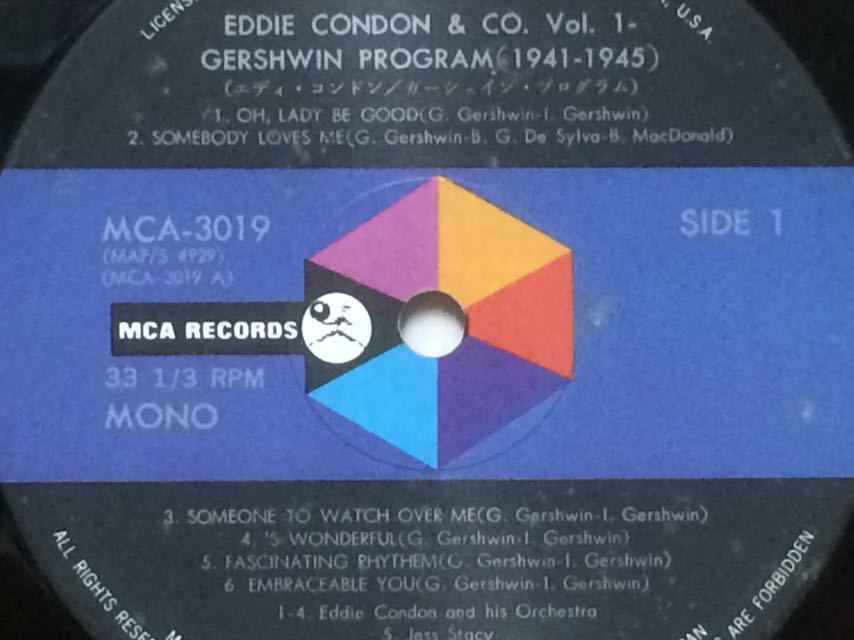 LICENS
U.S.A.
EDDIE CONDON & CO. Vol. 1-
GERSHWIN PROGRAM(1941-1945)
(エディ・コンドン/ガーシュイン・プログラム)
1. OH, LADY BE GOOD(G. Gershwin-I. Gershwin)
2. SOMEBODY LOVES ME(G. Gershwin-B. G. De Sylva-B. MacDonald)
MCA-3019
SIDE 1
(MAP/S 4929)
(MCA-3019 A)
MCA RECORDS
33 1/3 RPM
MONO
3. SOMEONE TO WATCH OVER ME(G. Gershwin-I. Gershwin)
4. 'S WONDERFUL(G. Gershwin-I. Gershwin)
5. FASCINATING RHYTHEM(G. Gershwin-I. Gershwin)
6. EMBRACEABLE YOU(G. Gershwin-I. Gershwin)
1-4. Eddie Condon and his Orchestra
5. Jess Stacy
ALL RIGHTS RESE
ARE FORBIDDEN